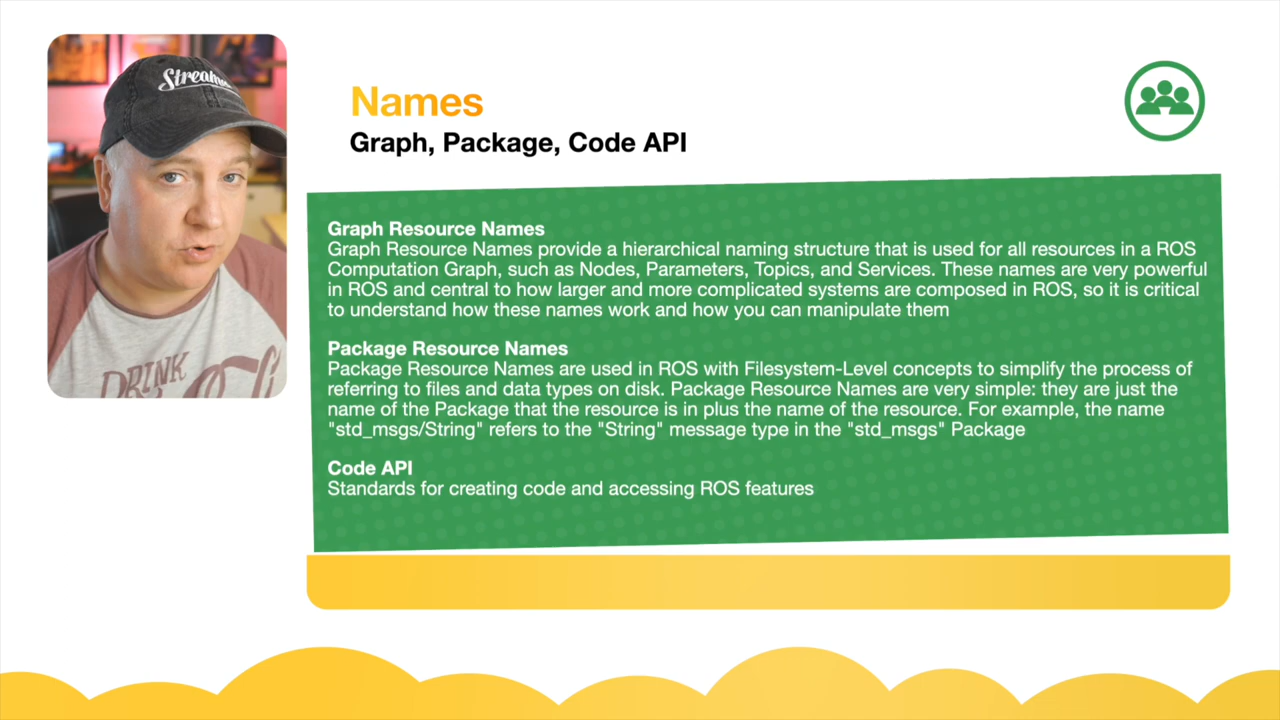 Names
Graph, Package, Code API
Graph Resource Names
Graph Resource Names provide a hierarchical naming structure that is used for all resources in a ROS
Computation Graph, such as Nodes, Parameters, Topics, and Services. These names are very powerful
in ROS and central to how larger and more complicated systems are composed in ROS, so it is critical
to understand how these names work and how you can manipulate them
Package Resource Names
Package Resource Names are used in ROS with Filesystem-Level concepts to simplify the process of
referring to files and data types on disk. Package Resource Names are very simple: they are just the
name of the Package that the resource is in plus the name of the resource. For example, the name
"std_msgs/String" refers to the "String" message type in the "std_msgs" Package
Code API
Standards for creating code and accessing ROS features
DRINK